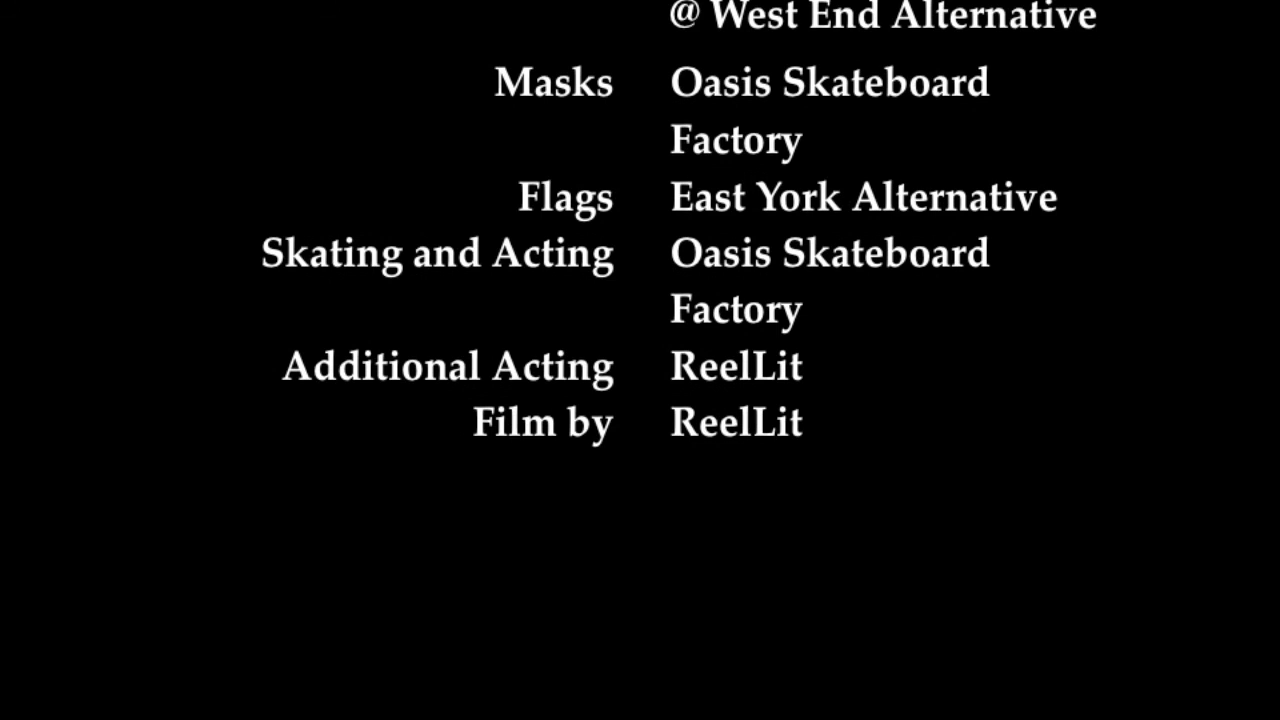 @ West End Alternative
Masks Oasis Skateboard
Factory
Flags East York Alternative
Skating and Acting Oasis Skateboard
Factory
Additional Acting ReelLit
Film by ReelLit